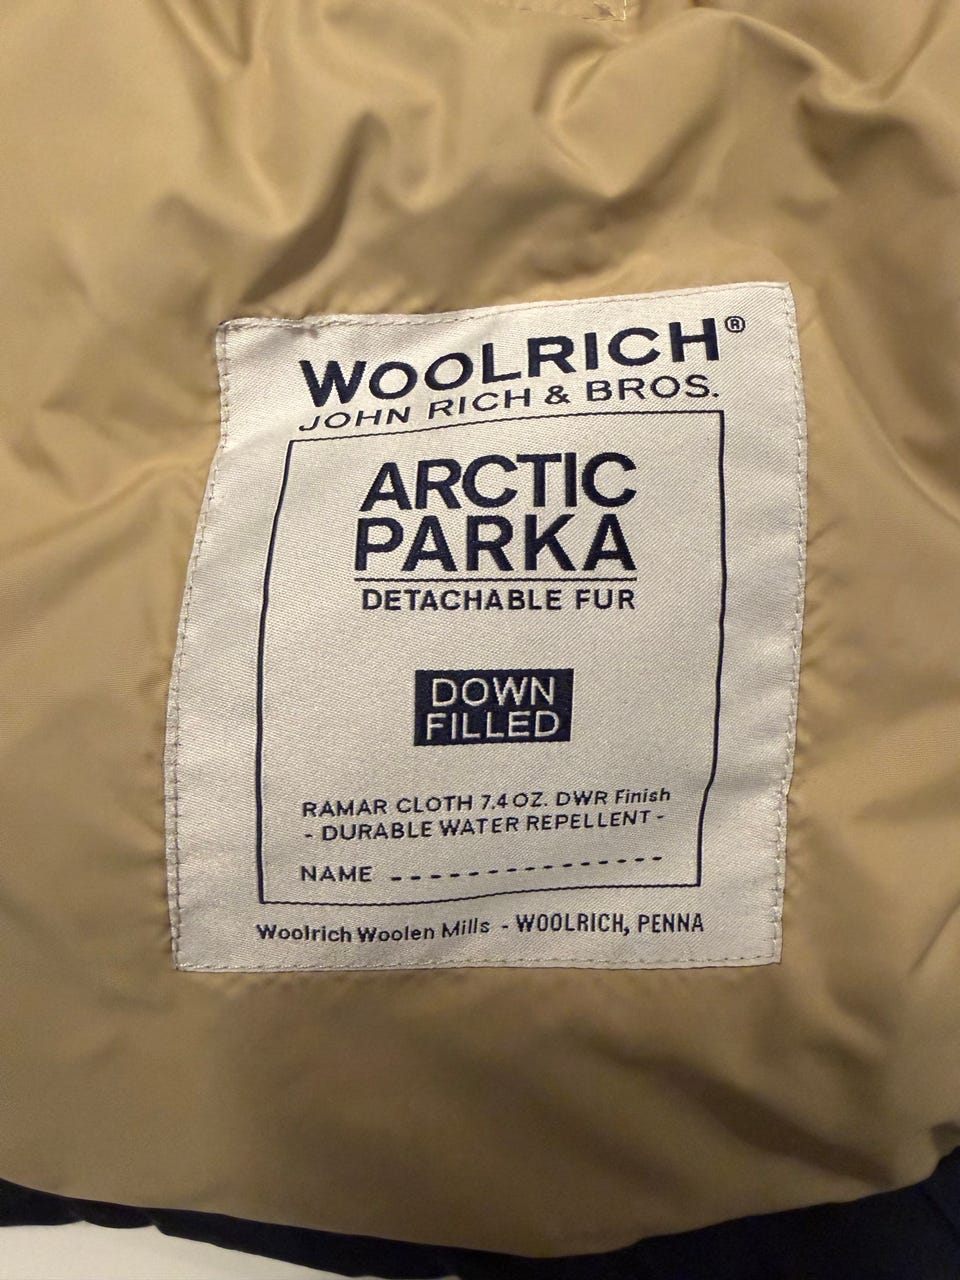 WOOLRICH®
JOHN RICH & BROS.
ARCTIC
PARKA
DETACHABLE FUR
DOWN
FILLED
RAMAR CLOTH 7.4 OZ. DWR Finish
- DURABLE WATER REPELLENT -
NAME --------------
Woolrich Woolen Mills - WOOLRICH, PENNA